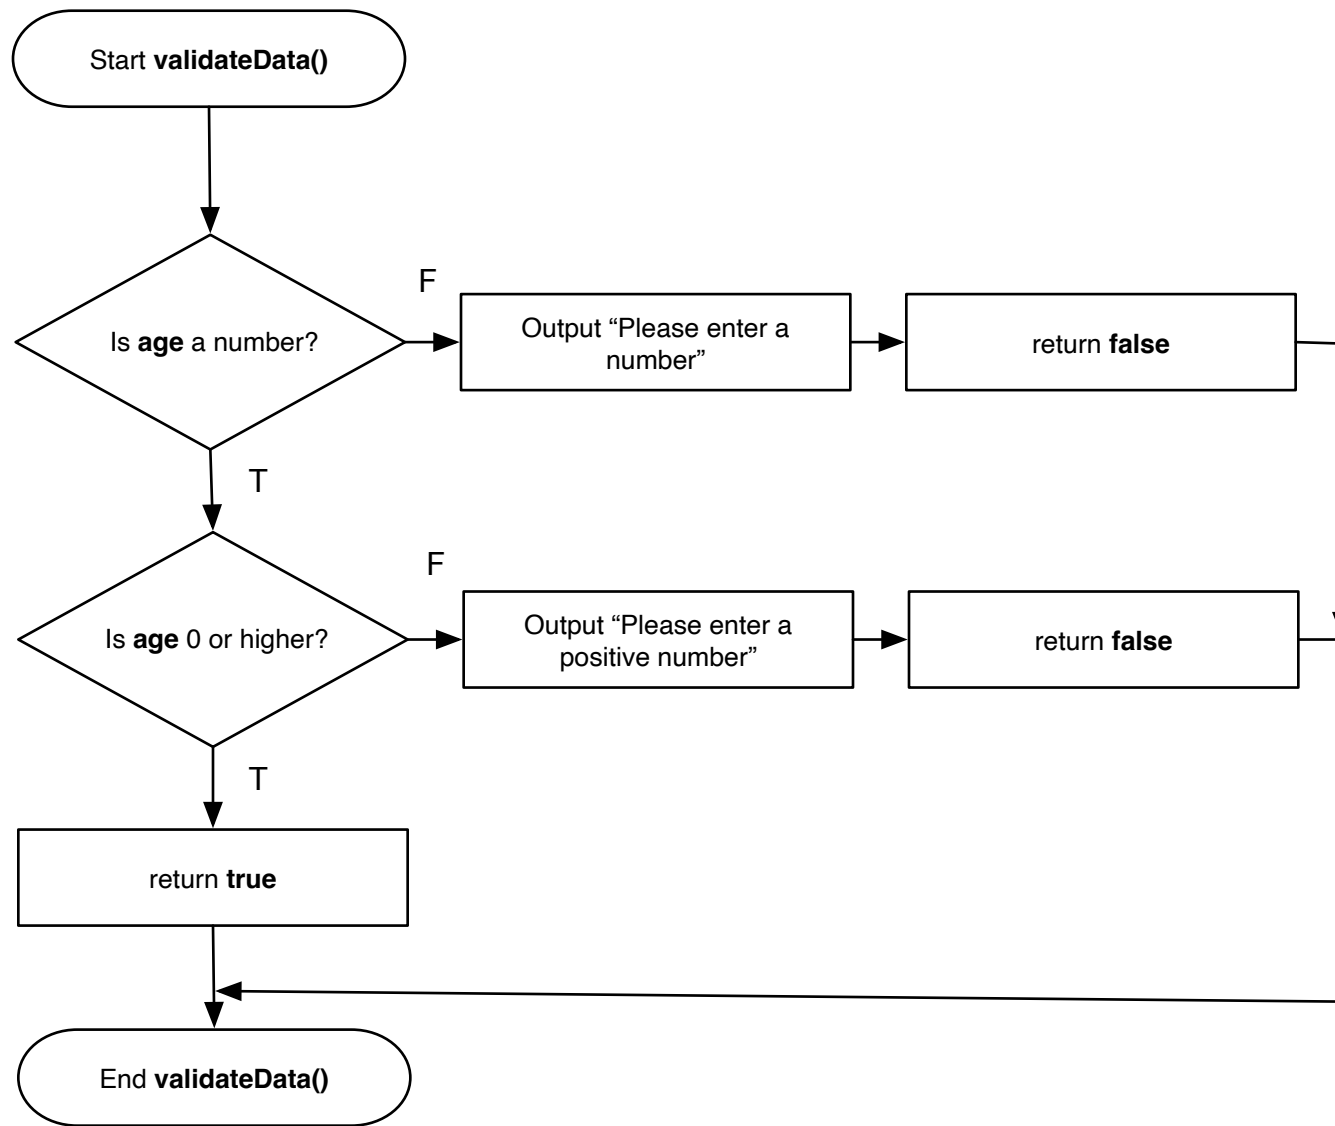 Start validateData()
F
Is age a number?
Output “Please enter a
number”
return false
T
F
Is age 0 or higher?
Output “Please enter a
positive number”
return false
T
return true
End validateData()